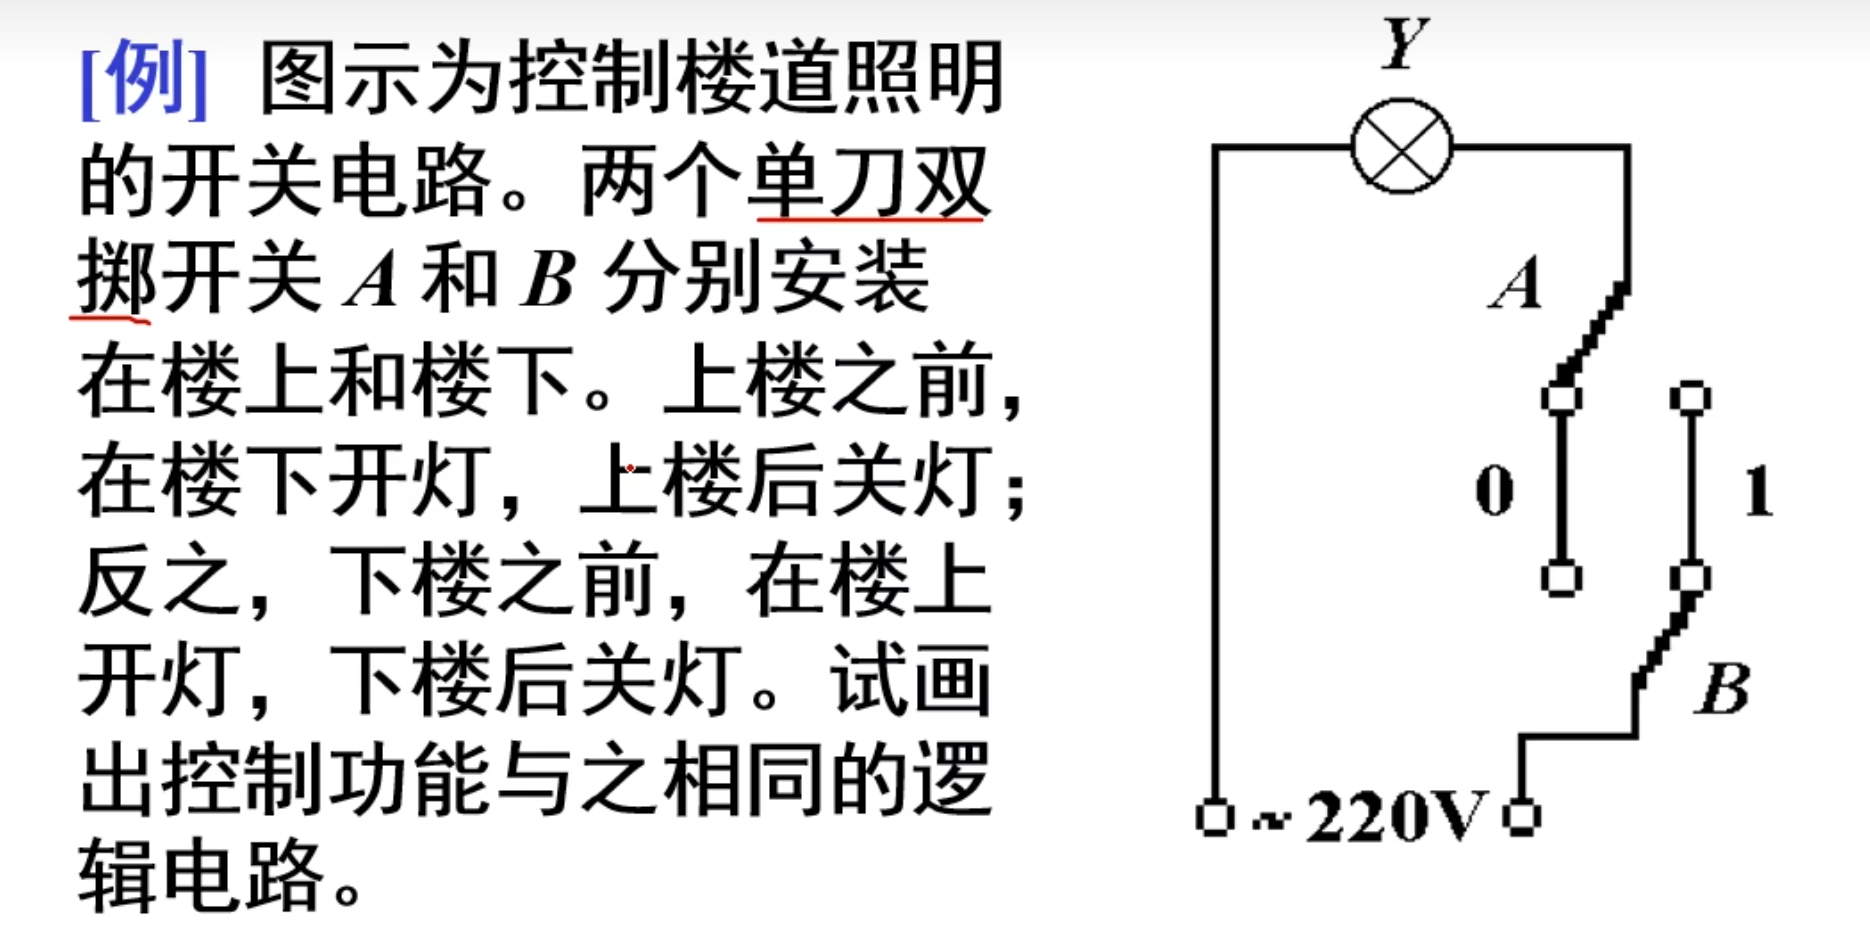 [例] 图示为控制楼道照明
的开关电路。两个单刀双
掷开关 A 和 B 分别安装
在楼上和楼下。上楼之前，
在楼下开灯，上楼后关灯；
反之，下楼之前，在楼上
开灯，下楼后关灯。试画
出控制功能与之相同的逻
辑电路。
Y
A
0 1
B
~220V